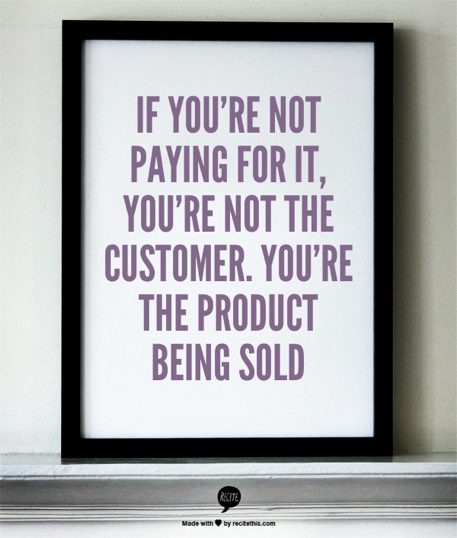 IF YOU’RE NOT
PAYING FOR IT,
YOU’RE NOT THE
CUSTOMER. YOU’RE
THE PRODUCT
BEING SOLD
RECITE
Made with ♥ by recitethis.com